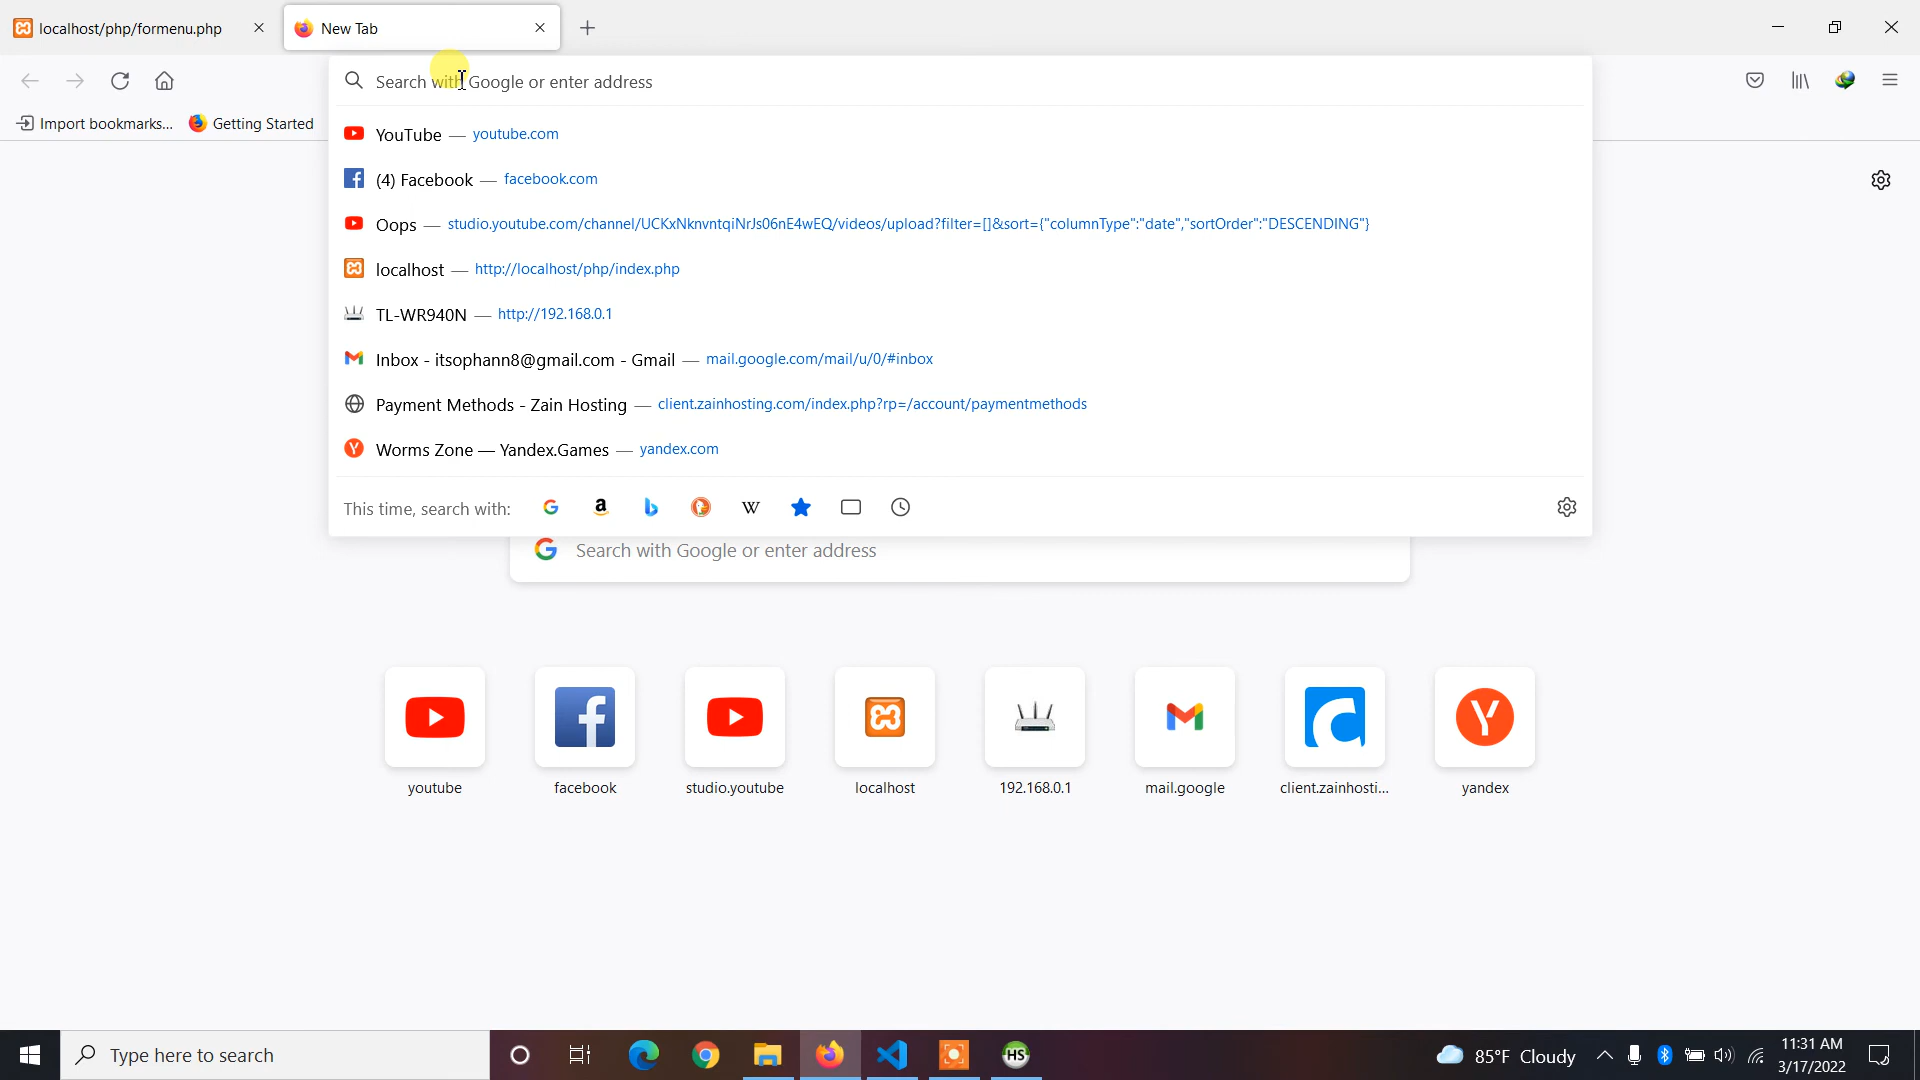 localhost/php/formenu.php
New Tab
Search with Google or enter address
Import bookmarks...
Getting Started
YouTube — youtube.com
(4) Facebook — facebook.com
Oops — studio.youtube.com/channel/UCKxNknvntqiNrJs06nE4wEQ/videos/upload?filter=[]&sort={"columnType":"date","sortOrder":"DESCENDING"}
localhost — http://localhost/php/index.php
TL-WR940N — http://192.168.0.1
Inbox - itsophann8@gmail.com - Gmail — mail.google.com/mail/u/0/#inbox
Payment Methods - Zain Hosting — client.zainhosting.com/index.php?rp=/account/paymentmethods
Worms Zone — Yandex.Games — yandex.com
This time, search with:
Search with Google or enter address
youtube
facebook
studio.youtube
localhost
192.168.0.1
mail.google
client.zainhosti...
yandex
Type here to search
85°F Cloudy
11:31 AM
3/17/2022